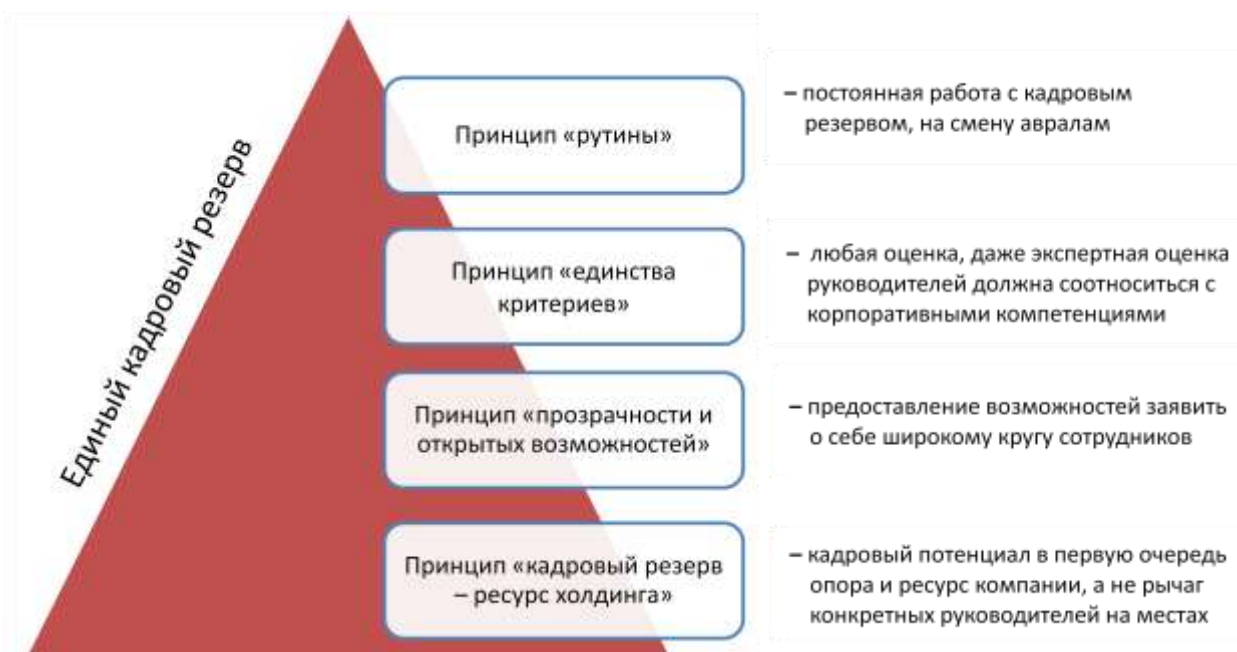 Единый кадровый резерв
Принцип «рутины»
– постоянная работа с кадровым
резервом, на смену авралам
Принцип «единства
критериев»
– любая оценка, даже экспертная оценка
руководителей должна соотноситься с
корпоративными компетенциями
Принцип «прозрачности и
открытых возможностей»
– предоставление возможностей заявить
о себе широкому кругу сотрудников
Принцип «кадровый резерв
– ресурс холдинга»
– кадровый потенциал в первую очередь
опора и ресурс компании, а не рычаг
конкретных руководителей на местах